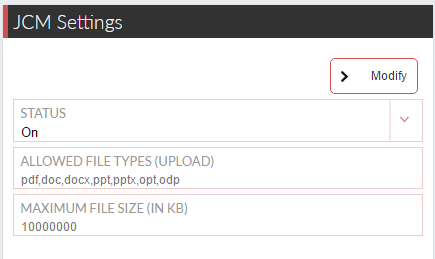 JCM Settings
Modify
STATUS
On
ALLOWED FILE TYPES (UPLOAD)
pdf,doc,docx,ppt,pptx,opt,odp
MAXIMUM FILE SIZE (IN KB)
10000000